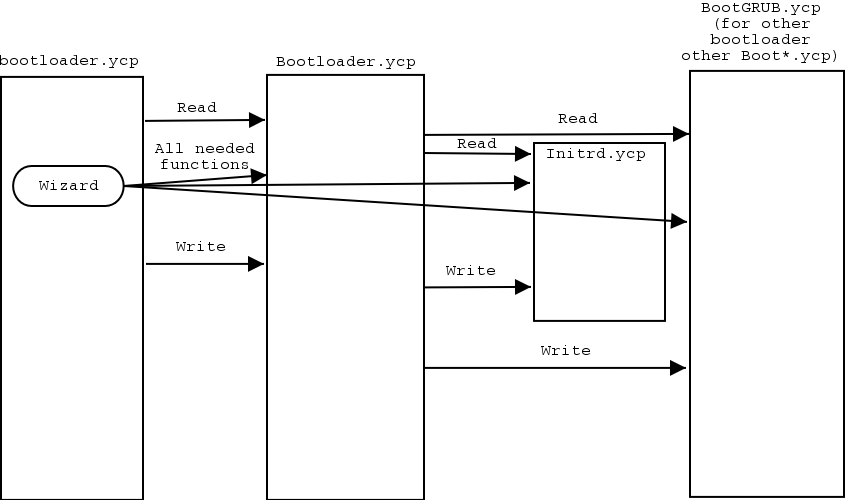 BootGRUB.ycp
(for other
bootloader
other Boot*.ycp)
bootloader.ycp
Bootloader.ycp
Read
Read
Read
All needed
functions
Initrd.ycp
Wizard
Write
Write
Write